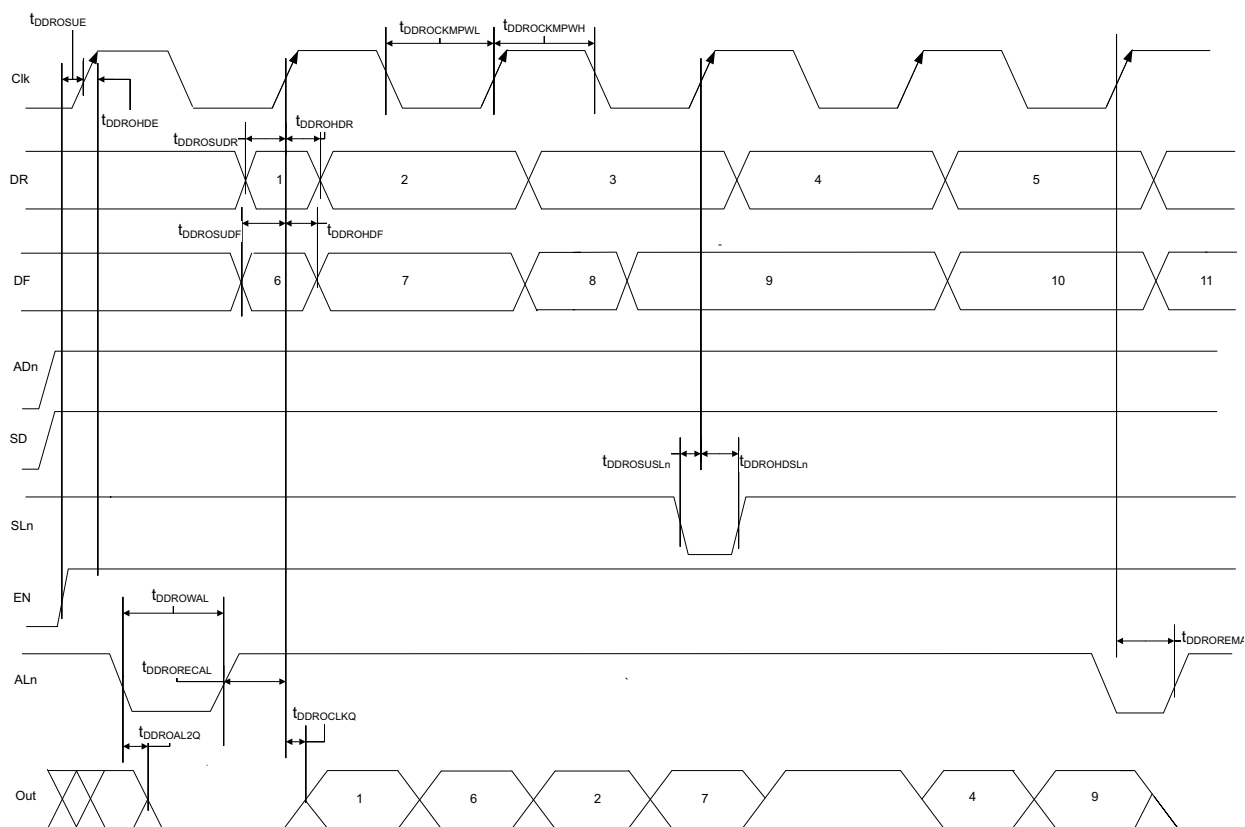 tDDROSUE
tDDROCKMPWL
tDDROCKMPWH
Clk
tDDROHDE
tDDROSUDR
tDDROHDR
DR
1
2
3
4
5
tDDROSUDF
tDDROHDF
DF
6
7
8
9
10
11
ADn
SD
tDDROSUSLn
tDDROHDSLn
SLn
EN
tDDROWAL
tDDROREMA
tDDRORECAL
ALn
tDDROCLKQ
tDDROAL2Q
Out
1
6
2
7
4
9